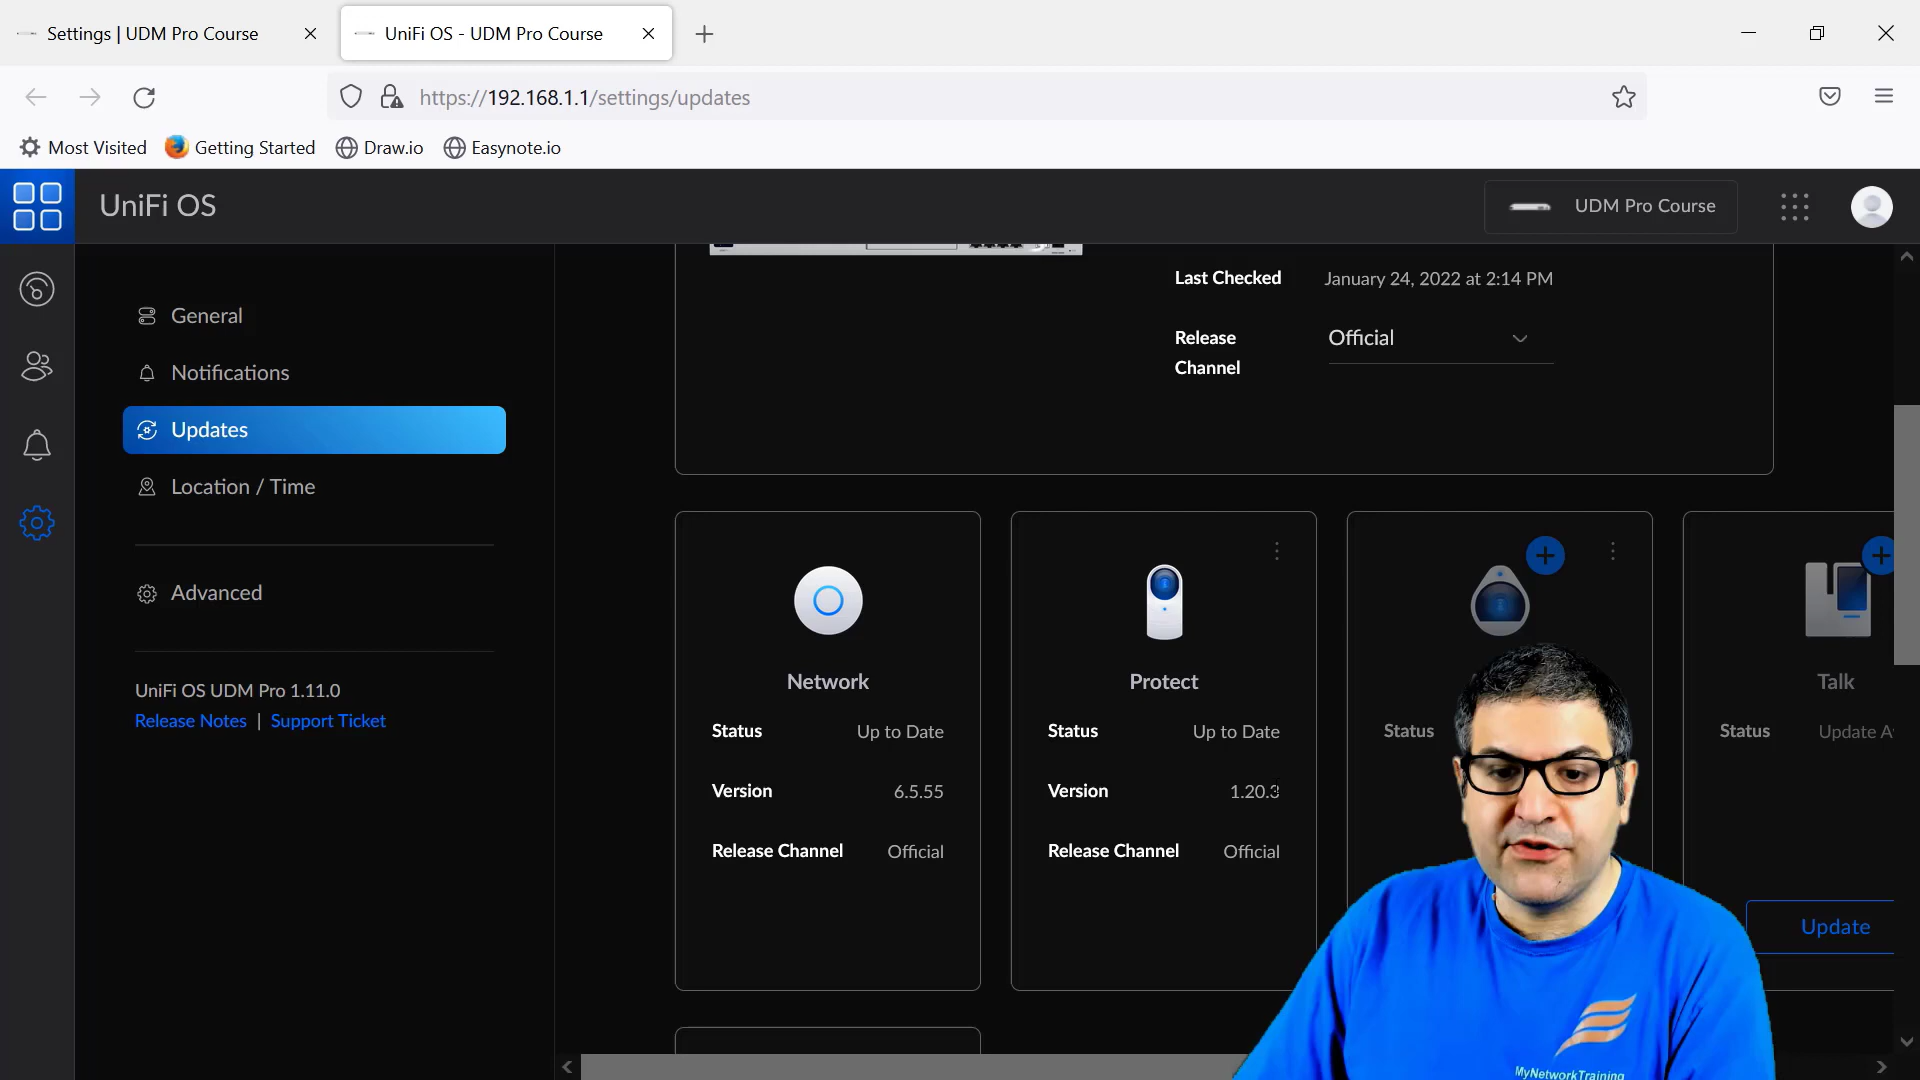 Settings | UDM Pro Course
UniFi OS - UDM Pro Course
https://192.168.1.1/settings/updates
Most Visited
Getting Started
Draw.io
Easynote.io
UniFi OS
UDM Pro Course
General
Notifications
Updates
Location / Time
Advanced
UniFi OS UDM Pro 1.11.0
Release Notes | Support Ticket
Last Checked January 24, 2022 at 2:14 PM
Release Channel Official
Network
Status Up to Date
Version 6.5.55
Release Channel Official
Protect
Status Up to Date
Version 1.20.3
Release Channel Official
Status
Talk
Status Update
Update
MyNetworkTraining